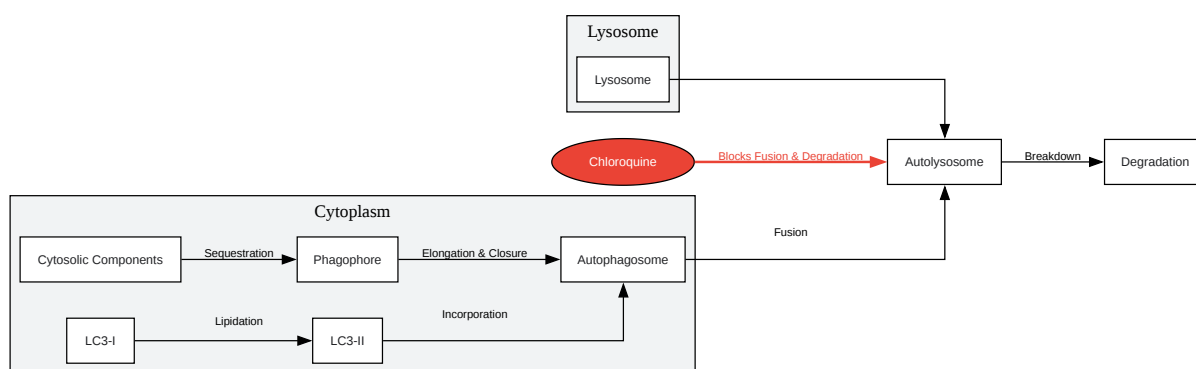 Lysosome
Lysosome
Chloroquine
Blocks Fusion & Degradation
Autolysosome
Breakdown
Degradation
Cytoplasm
Fusion
Cytosolic Components
Sequestration
Phagophore
Elongation & Closure
Autophagosome
LC3-I
Lipidation
LC3-II
Incorporation